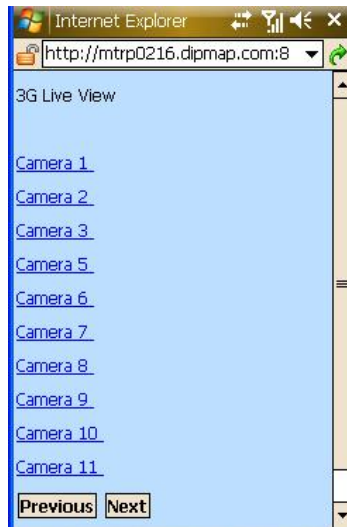 Internet Explorer
http://mtrp0216.dipmap.com:8
3G Live View
Camera 1
Camera 2
Camera 3
Camera 5
Camera 6
Camera 7
Camera 8
Camera 9
Camera 10
Camera 11
Previous Next